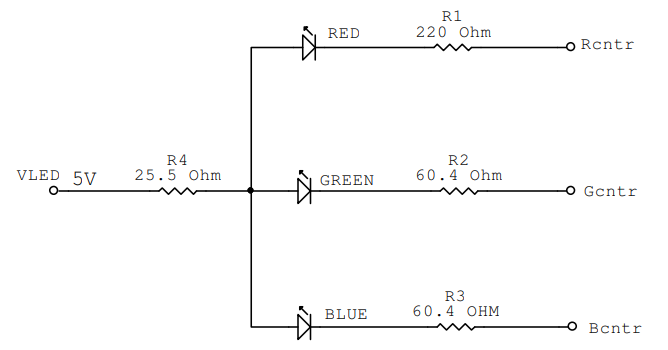 R1
RED
220 Ohm
Rcntr
R4
R2
VLED
5V
25.5 Ohm
GREEN
60.4 Ohm
Gcntr
R3
BLUE
60.4 OHM
Bcntr